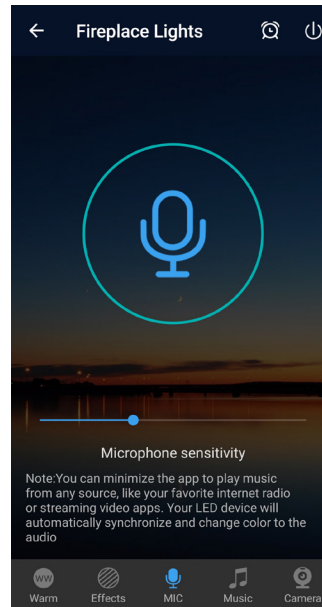 Fireplace Lights
Microphone sensitivity
Note:You can minimize the app to play music
from any source, like your favorite internet radio
or streaming video apps. Your LED device will
automatically synchronize and change color to the
audio
WW
Warm Effects MIC Music Camera